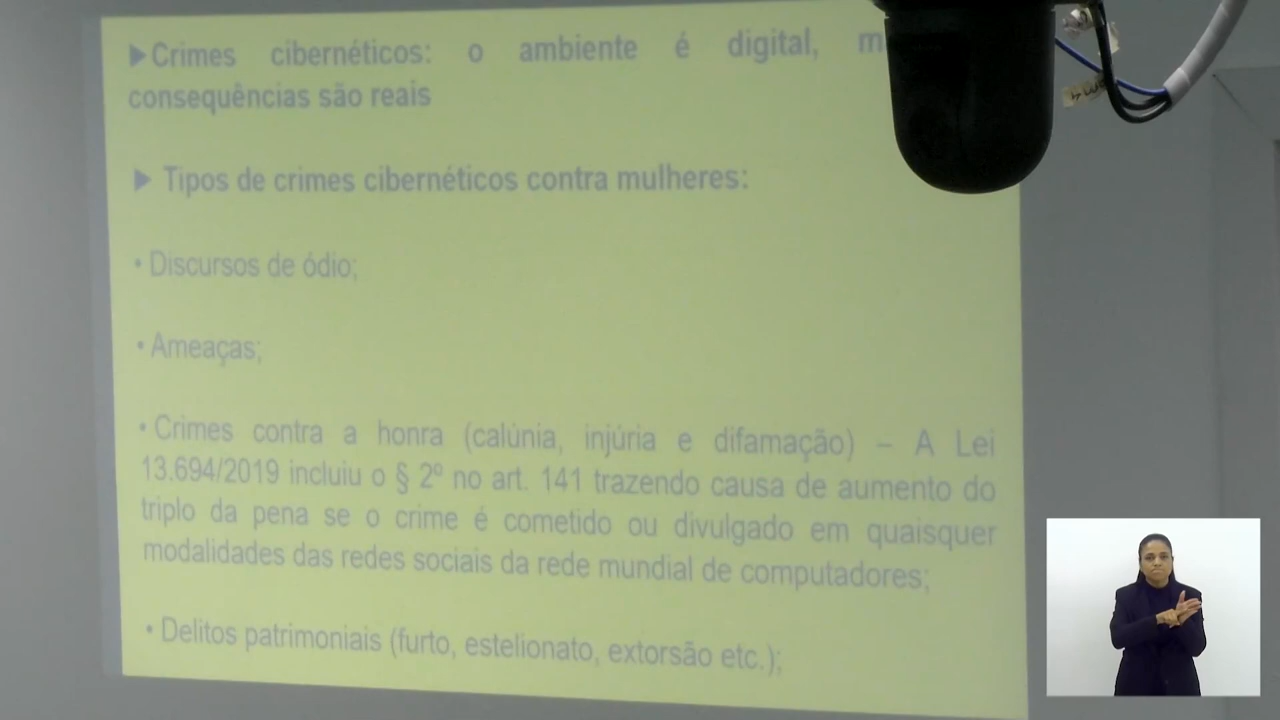 ►Crimes cibernéticos: o ambiente é digital,
consequências são reais
► Tipos de crimes cibernéticos contra mulheres:
• Discursos de ódio;
• Ameaças;
• Crimes contra a honra (calúnia, injúria e difamação) – A Lei
13.694/2019 incluiu o § 2º no art. 141 trazendo causa de aumento do
triplo da pena se o crime é cometido ou divulgado em quaisquer
modalidades das redes sociais da rede mundial de computadores;
• Delitos patrimoniais (furto, estelionato, extorsão etc.);